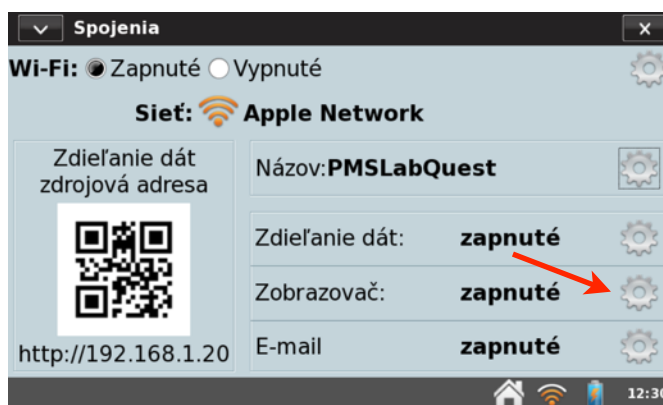 Spojenia
Wi-Fi: Zapnuté Vypnuté
Sieť: Apple Network
Zdieľanie dát
zdrojová adresa
http://192.168.1.20
Názov:PMSLabQuest
Zdieľanie dát: zapnuté
Zobrazovač: zapnuté
E-mail zapnuté
12:30